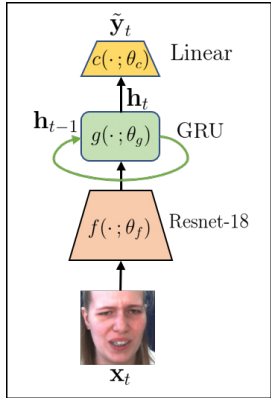 ỹ_t
c(· ; θ_c) Linear
h_t
h_{t−1}
g(· ; θ_g) GRU
f(· ; θ_f) Resnet-18
x_t